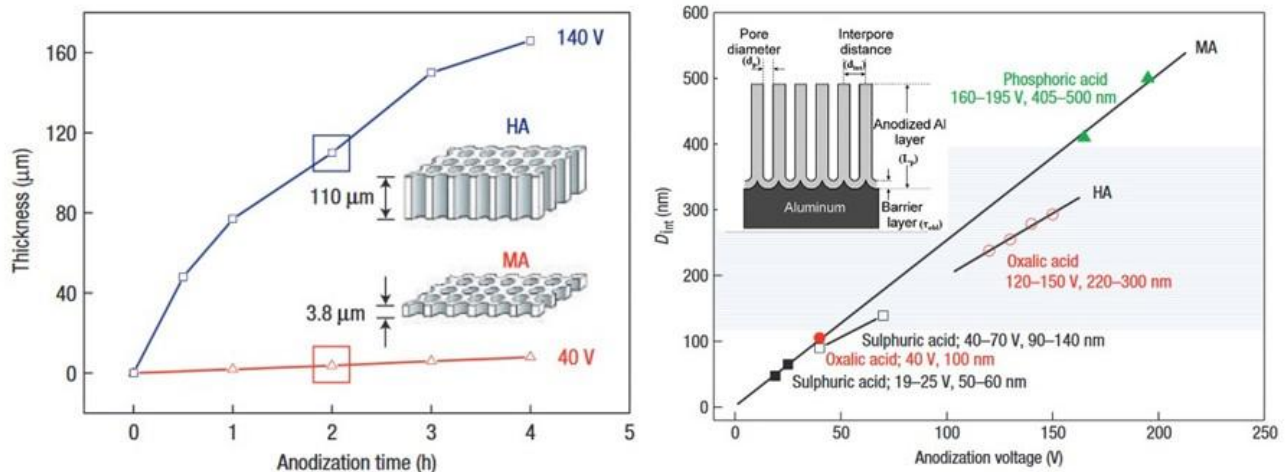 160
120
80
40
0
Thickness (μm)
140 V
HA
110 μm
MA
3.8 μm
40 V
0 1 2 3 4 5
Anodization time (h)
600
500
400
300
200
100
0
D int (nm)
Pore
diameter
(dp)
Interpore
distance
(dint)
Anodized Al
layer
(Lp)
Barrier
layer
Aluminum
MA
Phosphoric acid
160–195 V, 405–500 nm
HA
Oxalic acid
120–150 V, 220–300 nm
Sulphuric acid; 40–70 V, 90–140 nm
Oxalic acid; 40 V, 100 nm
Sulphuric acid; 19–25 V, 50–60 nm
0 50 100 150 200 250
Anodization voltage (V)